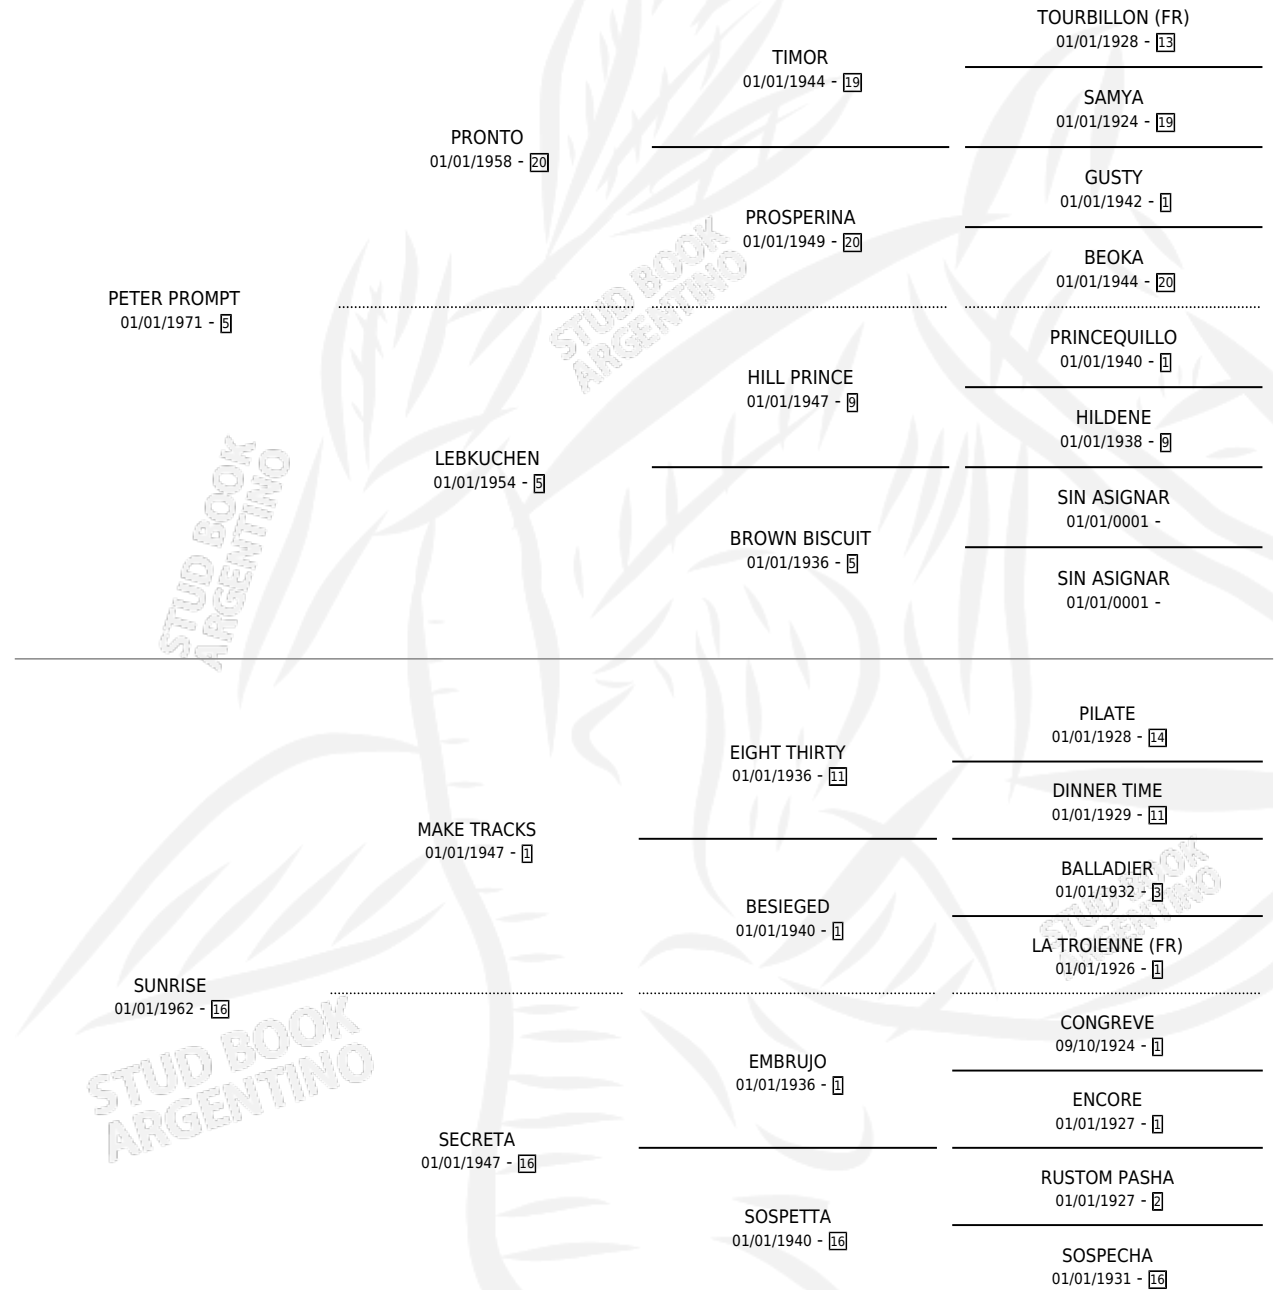 TOURBILLON (FR)
01/01/1928 - 13
TIMOR
01/01/1944 - 19
SAMYA
01/01/1924 - 19
PRONTO
01/01/1958 - 20
GUSTY
01/01/1942 - 1
PROSPERINA
01/01/1949 - 20
BEOKA
01/01/1944 - 20
PETER PROMPT
01/01/1971 - 5
STUD BOOK
ARGENTINO
PRINCEQUILLO
01/01/1940 - 1
HILL PRINCE
01/01/1947 - 9
HILDENE
01/01/1938 - 9
LEBKUCHEN
01/01/1954 - 5
SIN ASIGNAR
01/01/0001 -
BROWN BISCUIT
01/01/1936 - 5
SIN ASIGNAR
01/01/0001 -
STUD BOOK
ARGENTINO
PILATE
01/01/1928 - 14
EIGHT THIRTY
01/01/1936 - 11
DINNER TIME
01/01/1929 - 11
MAKE TRACKS
01/01/1947 - 1
BALLADIER
01/01/1932 - 3
BESIEGED
01/01/1940 - 1
LA TROIENNE (FR)
01/01/1926 - 1
STUD BOOK
ARGENTINO
SUNRISE
01/01/1962 - 16
CONGREVE
09/10/1924 - 1
EMBRUJO
01/01/1936 - 1
ENCORE
01/01/1927 - 1
STUD BOOK
ARGENTINO
SECRETA
01/01/1947 - 16
RUSTOM PASHA
01/01/1927 - 2
SOSPETTA
01/01/1940 - 16
SOSPECHA
01/01/1931 - 16